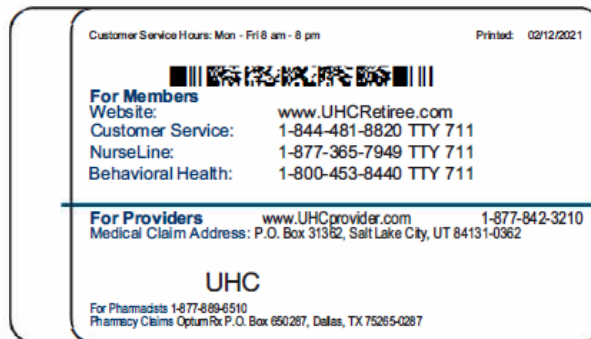 Customer Service Hours: Mon - Fri 8 am - 8 pm Printed: 02/12/2021
For Members
Website: www.UHCRetiree.com
Customer Service: 1-844-481-8820 TTY 711
NurseLine: 1-877-365-7949 TTY 711
Behavioral Health: 1-800-453-8440 TTY 711
For Providers www.UHCprovider.com 1-877-842-3210
Medical Claim Address: P.O. Box 31362, Salt Lake City, UT 84131-0362
UHC
For Pharmacists 1-877-889-6510
Pharmacy Claims OptumRx P.O. Box 650287, Dallas, TX 75265-0287